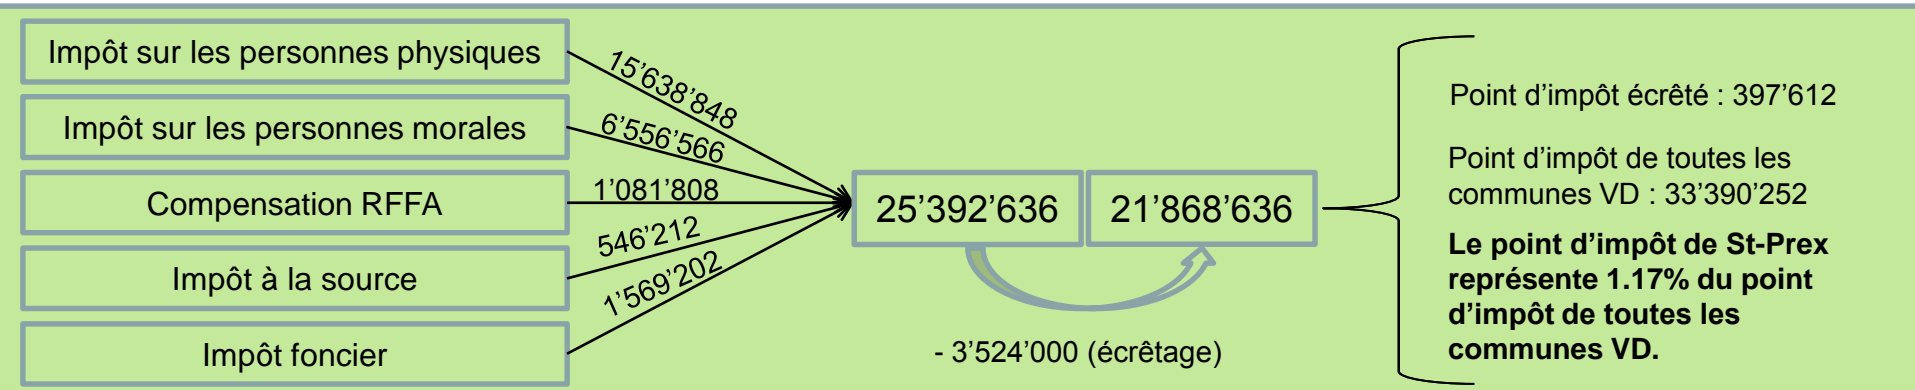 Impôt sur les personnes physiques
Impôt sur les personnes morales
Compensation RFFA
Impôt à la source
Impôt foncier
15’638’848
6’556’566
1’081’808
546’212
1’569’202
25’392’636
21’868’636
- 3’524’000 (écrêtage)
Point d’impôt écrêté : 397’612
Point d’impôt de toutes les
communes VD : 33’390’252
Le point d’impôt de St-Prex
représente 1.17% du point
d’impôt de toutes les
communes VD.